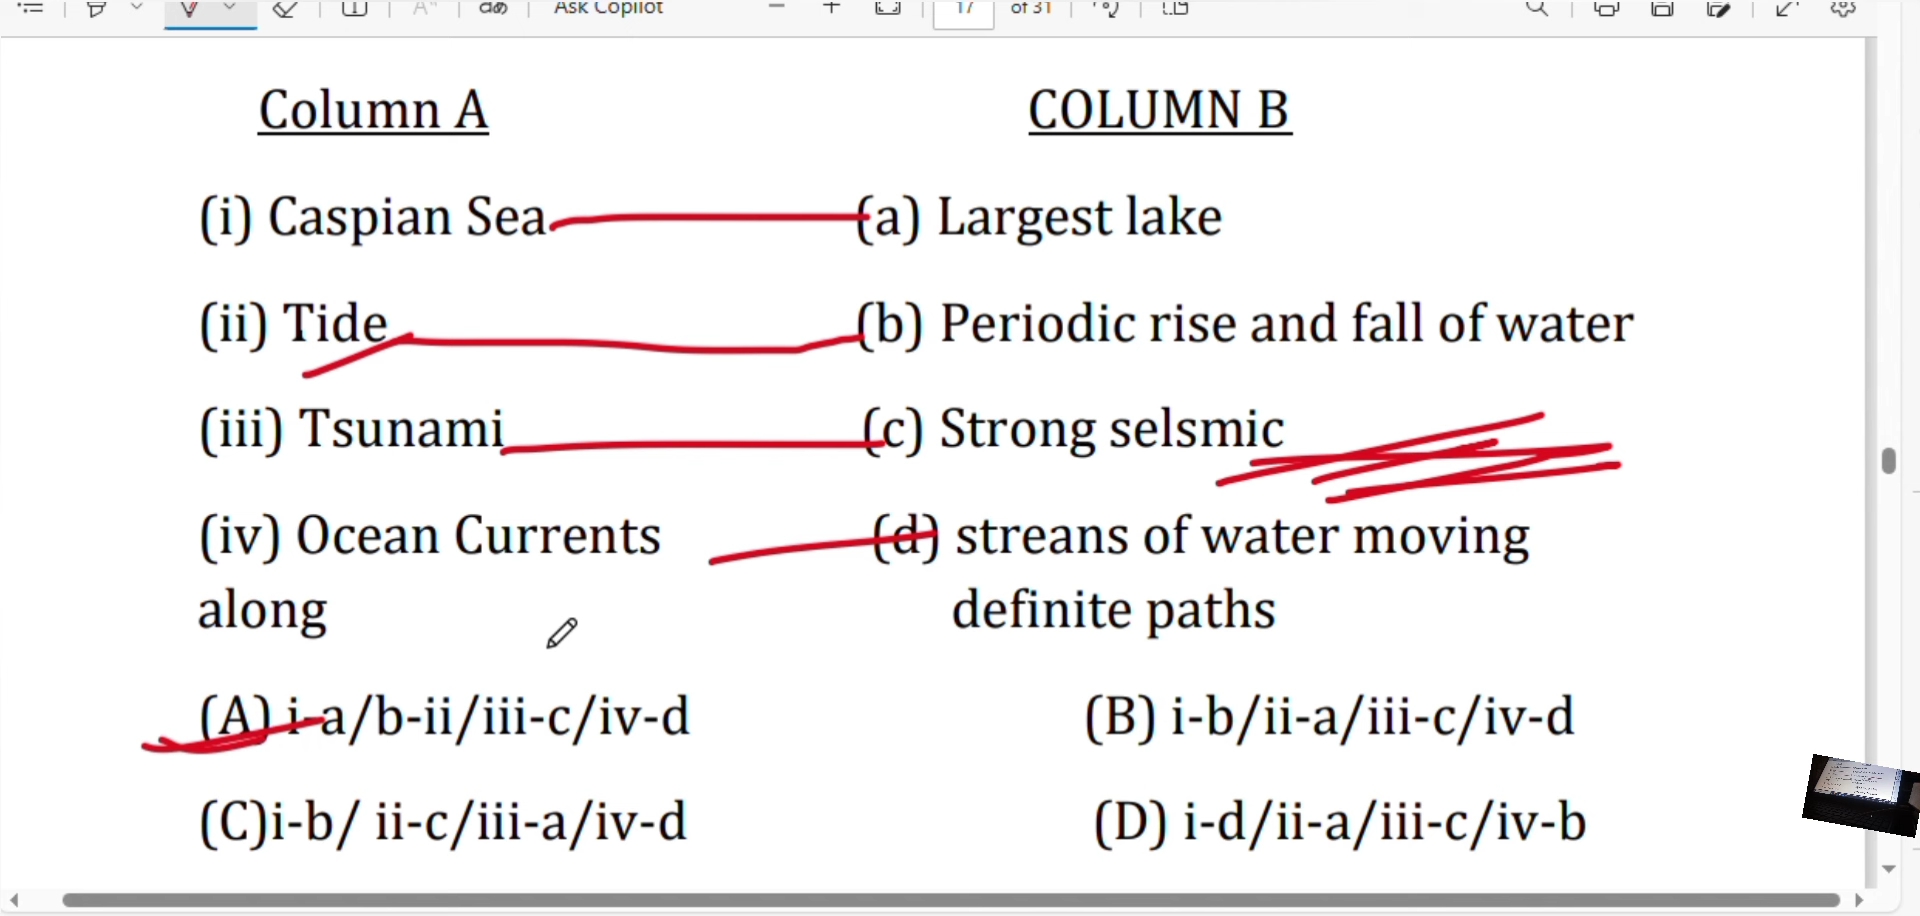 Ask Copilot
17 of 31
Column A COLUMN B
(i) Caspian Sea (a) Largest lake
(ii) Tide (b) Periodic rise and fall of water
(iii) Tsunami (c) Strong selsmic
(iv) Ocean Currents (d) streans of water moving
along definite paths
(A) i-a/b-ii/iii-c/iv-d (B) i-b/ii-a/iii-c/iv-d
(C)i-b/ ii-c/iii-a/iv-d (D) i-d/ii-a/iii-c/iv-b